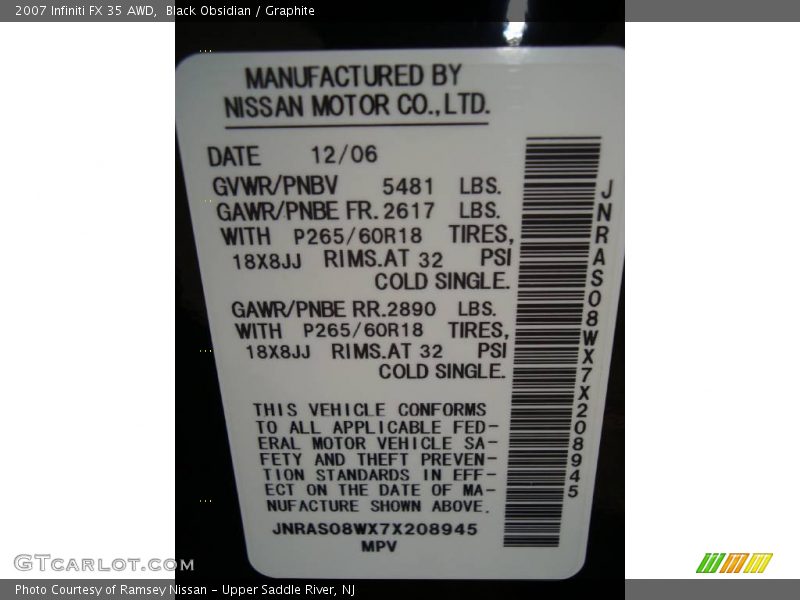 2007 Infiniti FX 35 AWD,  Black Obsidian / Graphite
MANUFACTURED BY
NISSAN MOTOR CO.,LTD.
DATE 12/06
GVWR/PNBV 5481 LBS.
GAWR/PNBE FR. 2617 LBS.
WITH P265/60R18 TIRES,
18X8JJ RIMS.AT 32 PSI
COLD SINGLE.
GAWR/PNBE RR. 2890 LBS.
WITH P265/60R18 TIRES,
18X8JJ RIMS.AT 32 PSI
COLD SINGLE.
THIS VEHICLE CONFORMS
TO ALL APPLICABLE FED-
ERAL MOTOR VEHICLE SA-
FETY AND THEFT PREVEN-
TION STANDARDS IN EFF-
ECT ON THE DATE OF MA-
NUFACTURE SHOWN ABOVE.
JNRAS08WX7X208945
MPV
JNRAS08WX7X208945
GTCarLot.com
Photo Courtesy of Ramsey Nissan - Upper Saddle River, NJ